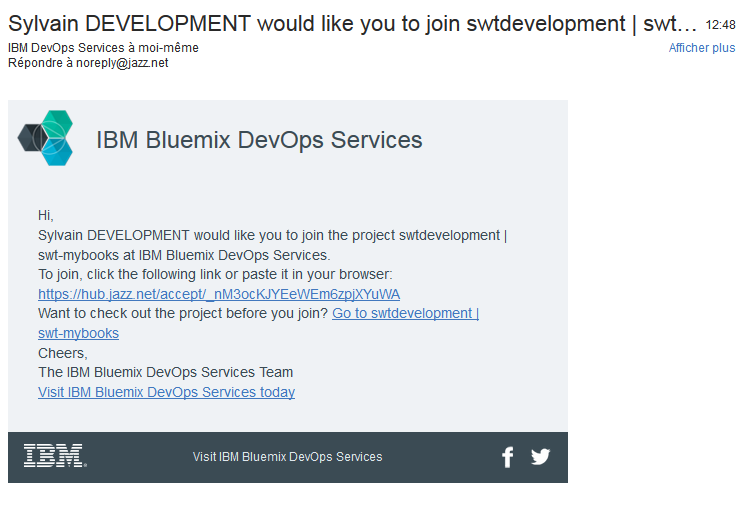 Sylvain DEVELOPMENT would like you to join swtdevelopment | swt... 12:48
IBM DevOps Services à moi-même Afficher plus
Répondre à noreply@jazz.net
IBM Bluemix DevOps Services
Hi,
Sylvain DEVELOPMENT would like you to join the project swtdevelopment |
swt-mybooks at IBM Bluemix DevOps Services.
To join, click the following link or paste it in your browser:
https://hub.jazz.net/accept/_nM3ocKJYEeWEm6zpjXYuWA
Want to check out the project before you join? Go to swtdevelopment |
swt-mybooks
Cheers,
The IBM Bluemix DevOps Services Team
Visit IBM Bluemix DevOps Services today
IBM. Visit IBM Bluemix DevOps Services